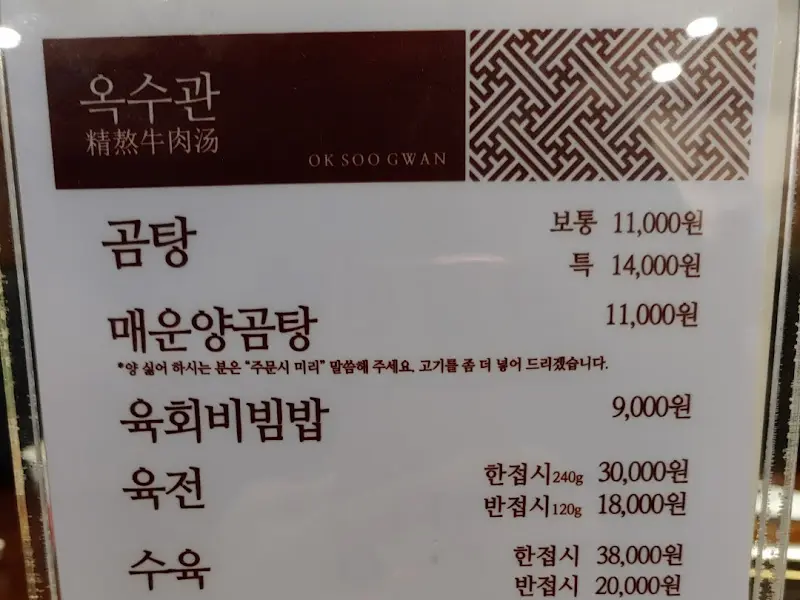 옥수관
精熬牛肉汤
OK SOO GWAN
곰탕 보통 11,000원
특 14,000원
매운양곰탕 11,000원
*양 싫어 하시는 분은 "주문시 미리" 말씀해 주세요. 고기를 좀 더 넣어 드리겠습니다.
육회비빔밥 9,000원
육전 한접시240g 30,000원
반접시120g 18,000원
수육 한접시 38,000원
반접시 20,000원